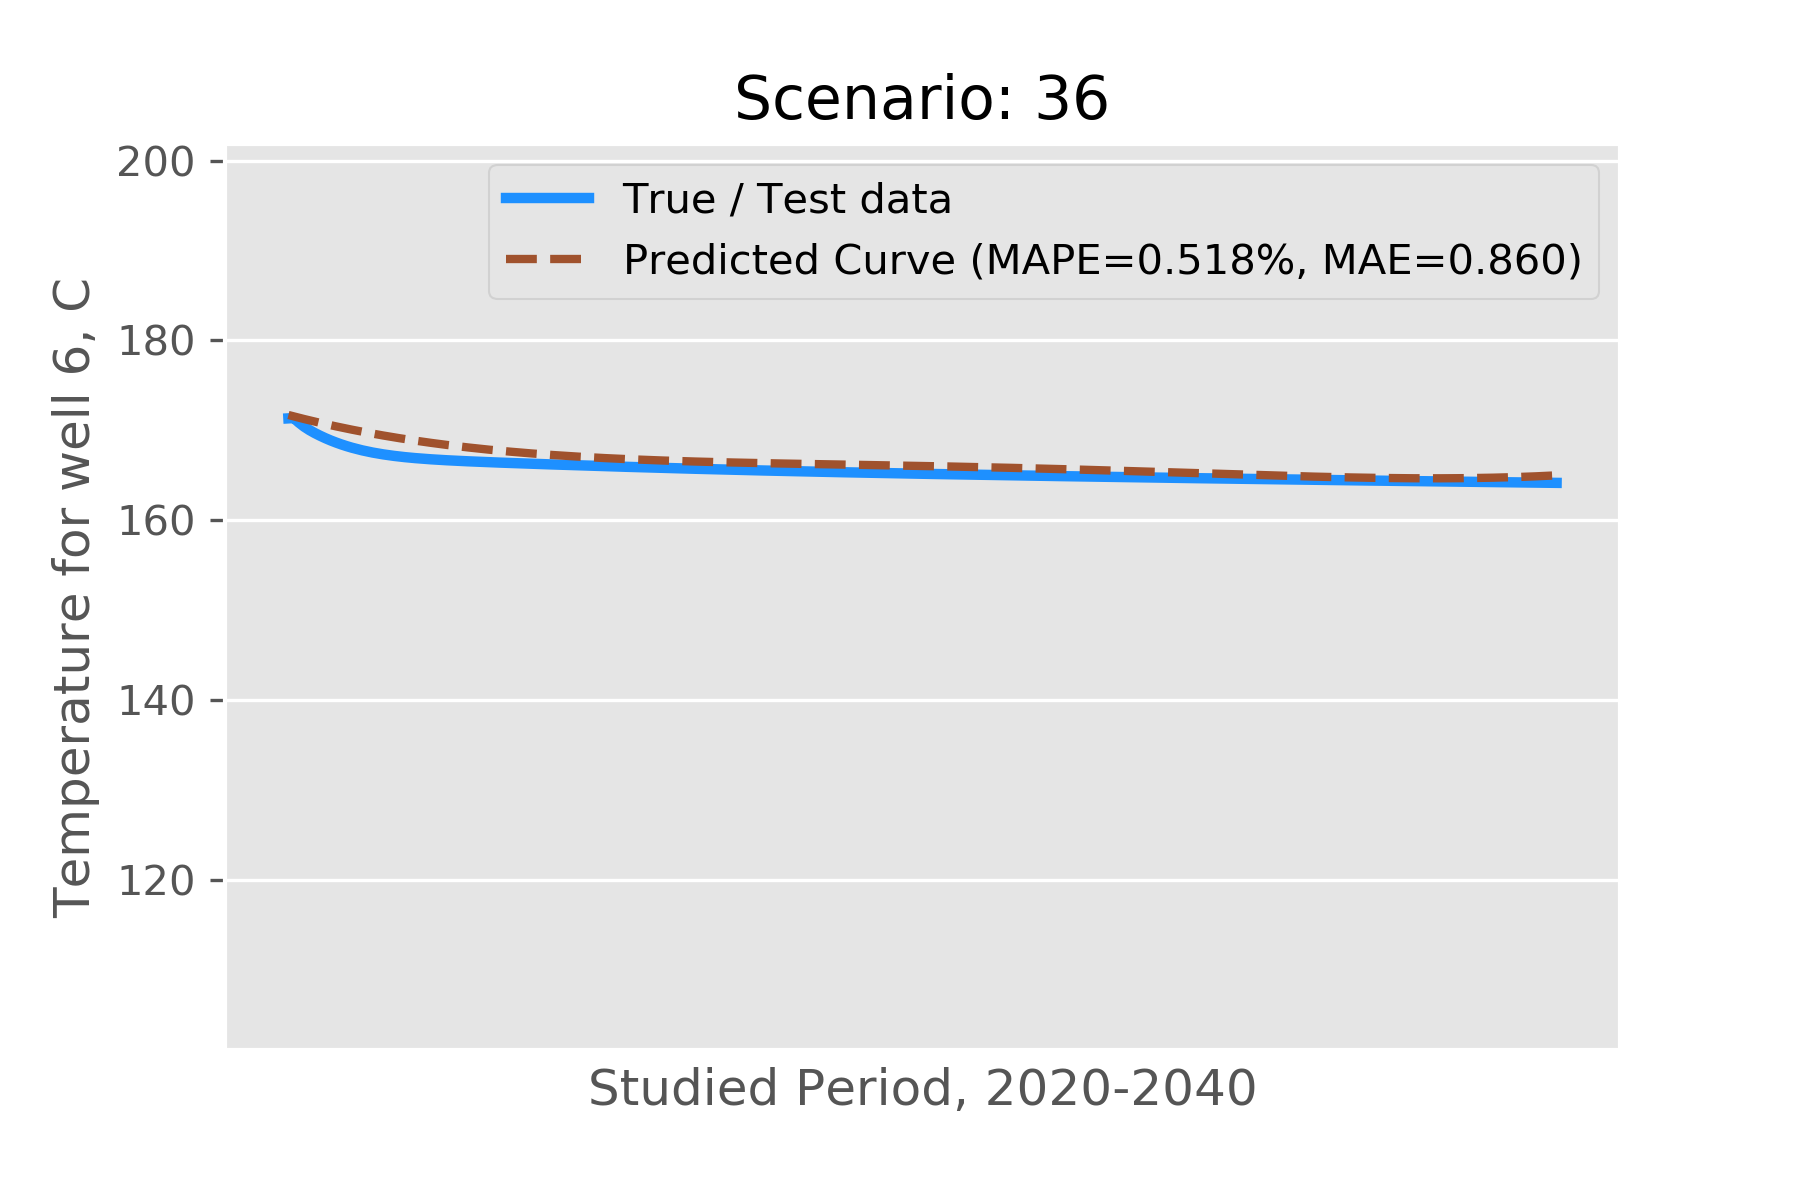 Scenario: 36
200
180
160
140
120
Temperature for well 6, C
True / Test data
Predicted Curve (MAPE=0.518%, MAE=0.860)
Studied Period, 2020-2040